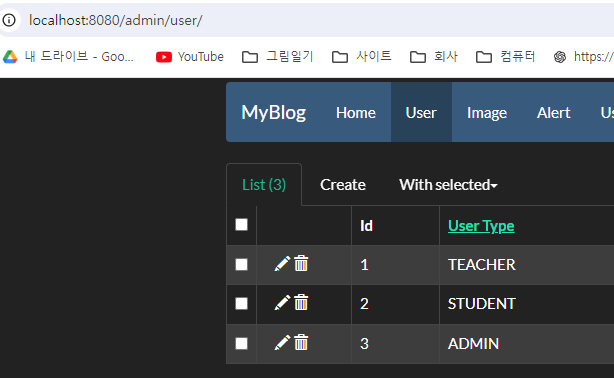 localhost:8080/admin/user/
내 드라이브 - Goo... YouTube 그림일기 사이트 회사 컴퓨터 https://
MyBlog Home User Image Alert
List (3) Create With selected
Id User Type
1 TEACHER
2 STUDENT
3 ADMIN